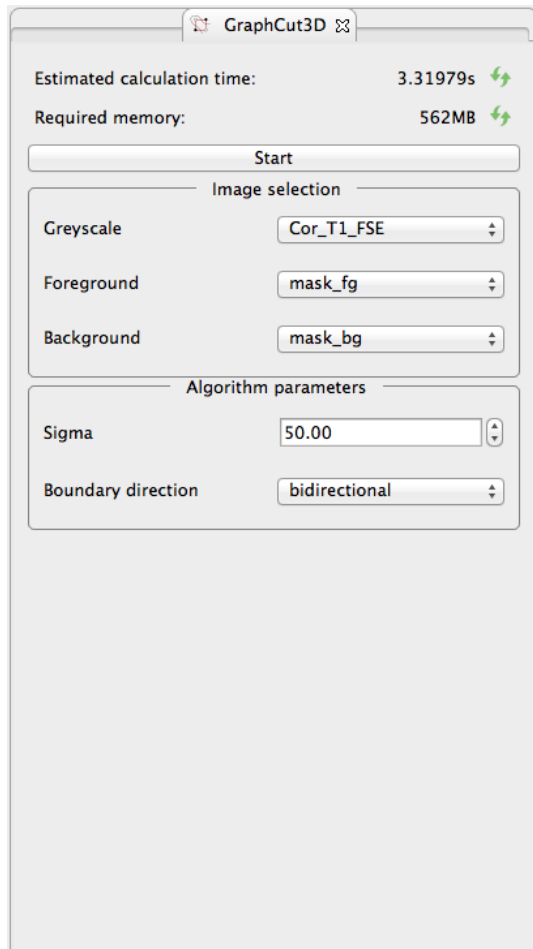 GraphCut3D
Estimated calculation time: 3.31979s
Required memory: 562MB
Start
Image selection
Greyscale Cor_T1_FSE
Foreground mask_fg
Background mask_bg
Algorithm parameters
Sigma 50.00
Boundary direction bidirectional